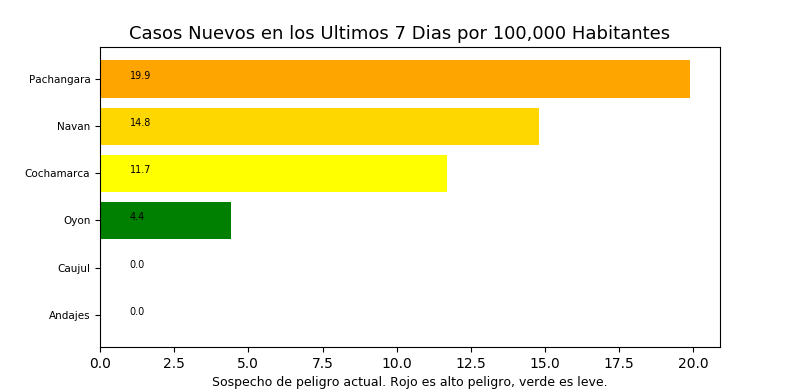 Casos Nuevos en los Ultimos 7 Dias por 100,000 Habitantes
Pachangara 19.9
Navan 14.8
Cochamarca 11.7
Oyon 4.4
Caujul 0.0
Andajes 0.0
0.0 2.5 5.0 7.5 10.0 12.5 15.0 17.5 20.0
Sospecho de peligro actual. Rojo es alto peligro, verde es leve.